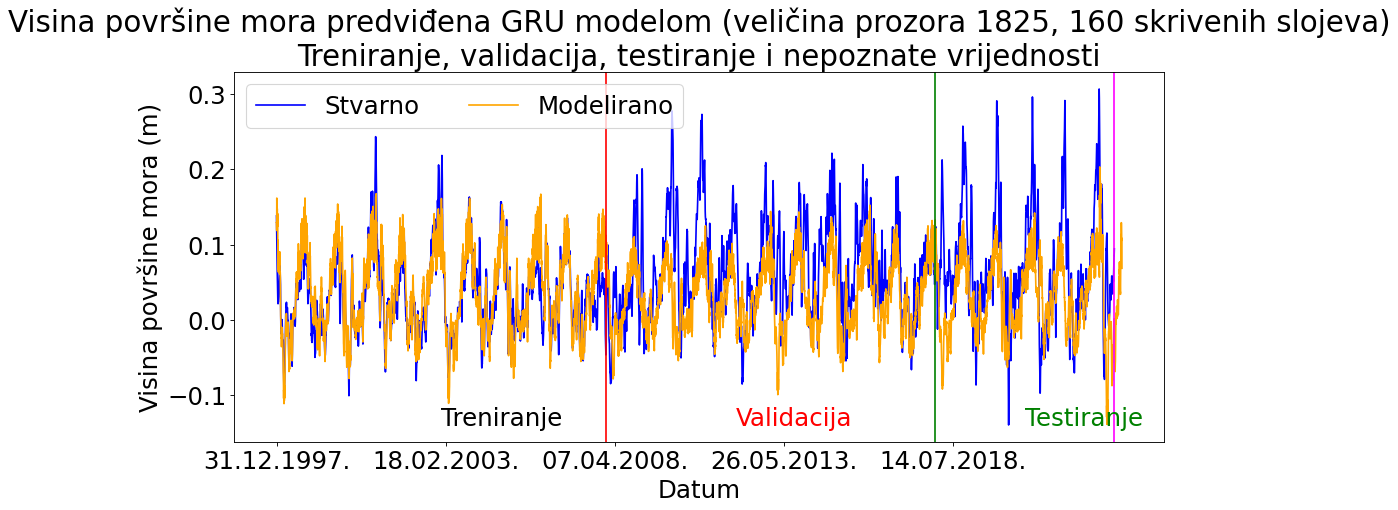 Visina površine mora predviđena GRU modelom (veličina prozora 1825, 160 skrivenih slojeva)
Treniranje, validacija, testiranje i nepoznate vrijednosti
Stvarno Modelirano
Visina površine mora (m)
0.3
0.2
0.1
0.0
−0.1
Treniranje Validacija Testiranje
31.12.1997. 18.02.2003. 07.04.2008. 26.05.2013. 14.07.2018.
Datum